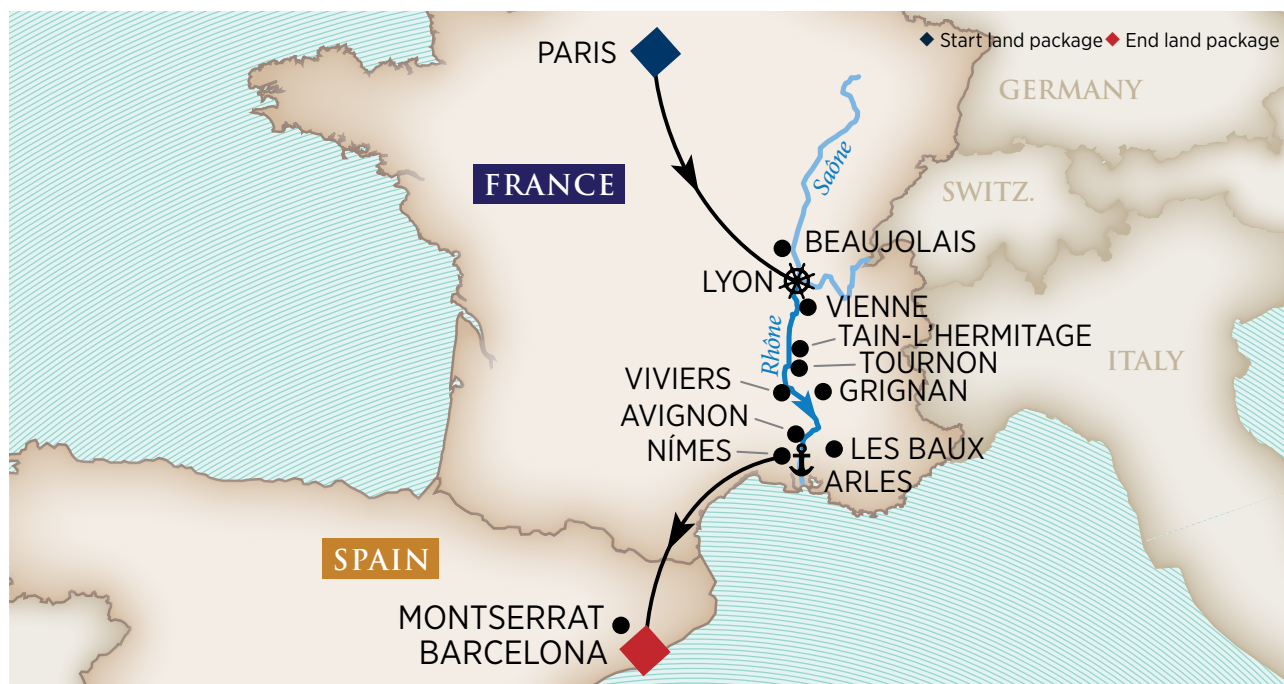 PARIS
Start land package
End land package
GERMANY
FRANCE
Saône
SWITZ.
BEAUJOLAIS
LYON
VIENNE
Rhône
TAIN-L'HERMITAGE
TOURNON
ITALY
VIVIERS
GRIGNAN
AVIGNON
NÍMES
LES BAUX
ARLES
SPAIN
MONTSERRAT
BARCELONA